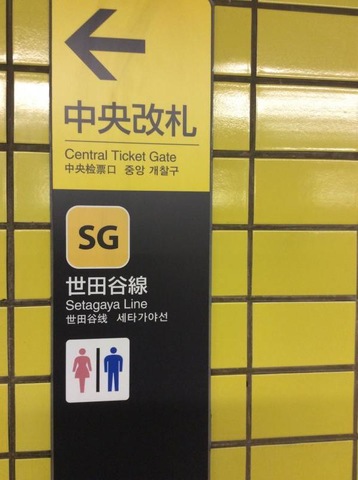 中央改札
Central Ticket Gate
中央检票口 중앙 개찰구
SG
世田谷線
Setagaya Line
世田谷线 세타가야선